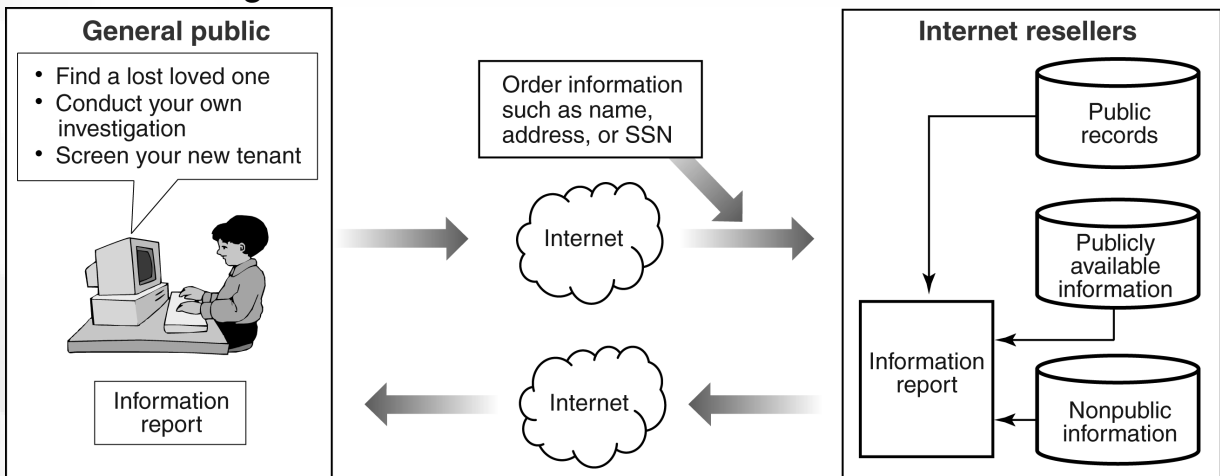 General public
• Find a lost loved one
• Conduct your own
investigation
• Screen your new tenant
Information
report
Order information
such as name,
address, or SSN
Internet
Internet
Internet resellers
Public
records
Publicly
available
information
Information
report
Nonpublic
information